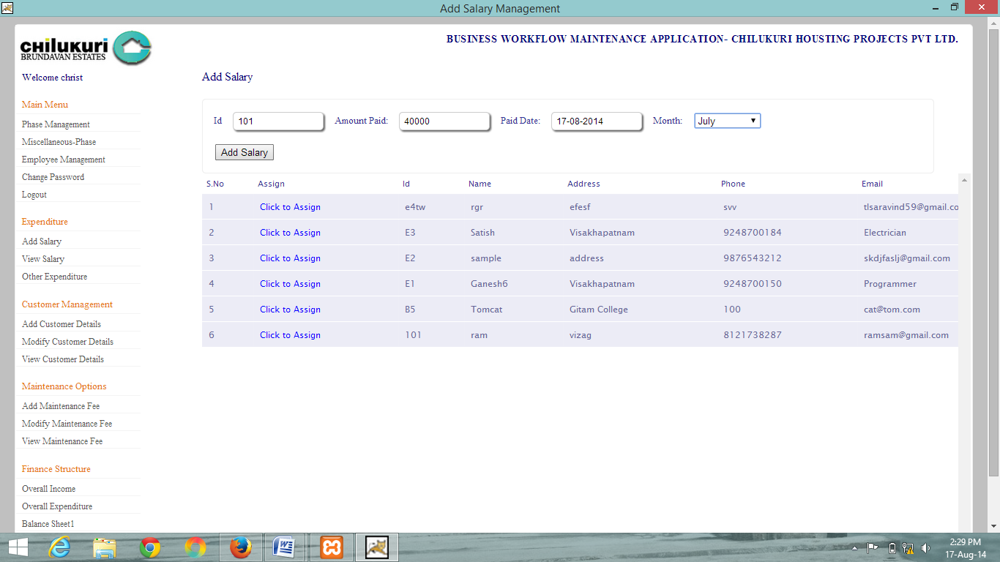 Add Salary Management
CHILUKURI
BRUNDAVAN ESTATES
BUSINESS WORKFLOW MAINTENANCE APPLICATION- CHILUKURI HOUSTING PROJECTS PVT LTD.
Welcome christ
Main Menu
Phase Management
Miscellaneous-Phase
Employee Management
Change Password
Logout
Expenditure
Add Salary
View Salary
Other Expenditure
Customer Management
Add Customer Details
Modify Customer Details
View Customer Details
Maintenance Options
Add Maintenance Fee
Modify Maintenance Fee
View Maintenance Fee
Finance Structure
Overall Income
Overall Expenditure
Balance Sheet1
Add Salary
Id 101 Amount Paid: 40000 Paid Date: 17-08-2014 Month: July
Add Salary
S.No Assign Id Name Address Phone Email
1 Click to Assign e4tw rgr efesf svv tlsaravind59@gmail.co
2 Click to Assign E3 Satish Visakhapatnam 9248700184 Electrician
3 Click to Assign E2 sample address 9876543212 skdjfaslj@gmail.com
4 Click to Assign E1 Ganesh6 Visakhapatnam 9248700150 Programmer
5 Click to Assign B5 Tomcat Gitam College 100 cat@tom.com
6 Click to Assign 101 ram vizag 8121738287 ramsam@gmail.com
2:29 PM
17-Aug-14